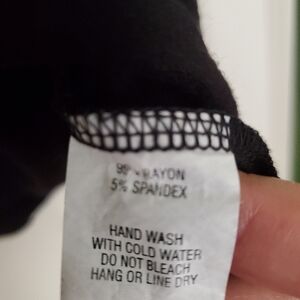 RAYON
5% SPANDEX
HAND WASH
WITH COLD WATER
DO NOT BLEACH
HANG OR LINE DRY